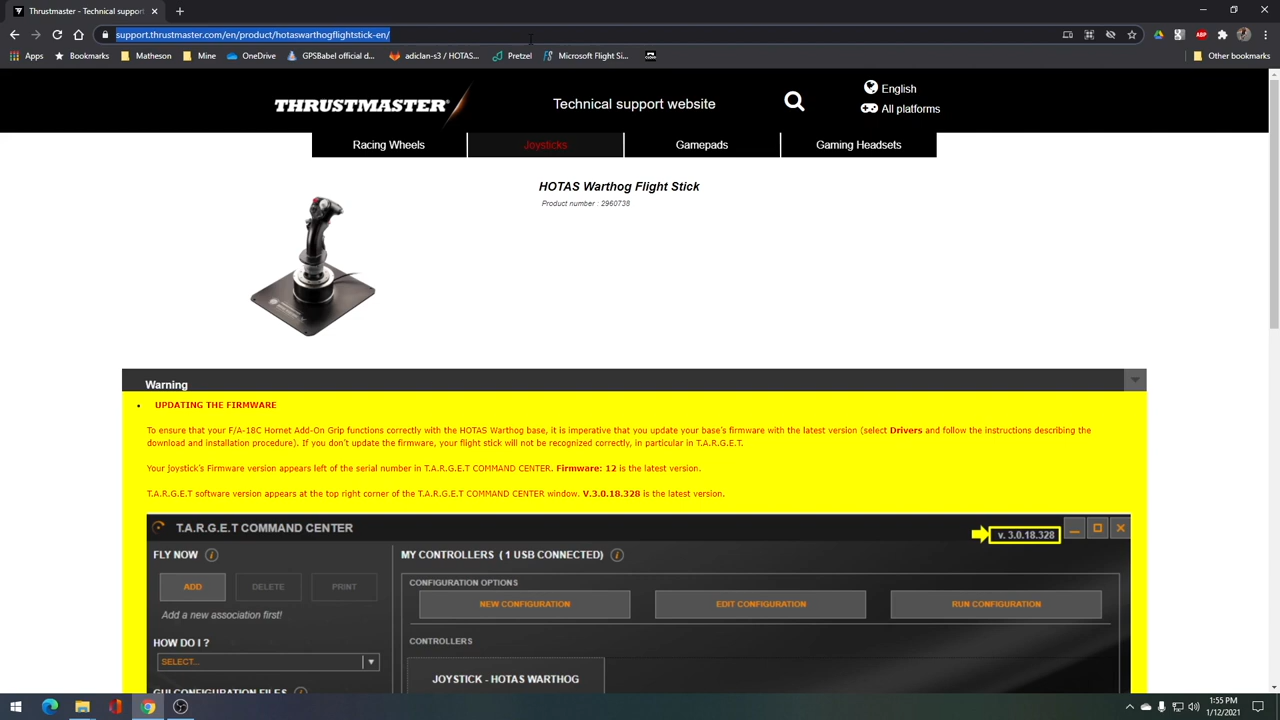 Thrustmaster - Technical support
support.thrustmaster.com/en/product/hotaswarthogflightstick-en/
Apps Matheson Mine OneDrive GPSBabel official d... adiclan-s3 / HOTAS... Pretzel Microsoft Flight Si... Other bookmarks
THRUSTMASTER
Technical support website
English
All platforms
Racing Wheels Joysticks Gamepads Gaming Headsets
HOTAS Warthog Flight Stick
Product number : 2960738
Warning
• UPDATING THE FIRMWARE
To ensure that your F/A-18C Hornet Add-On Grip functions correctly with the HOTAS Warthog base, it is imperative that you update your base's firmware with the latest version (select Drivers and follow the instructions describing the
download and installation procedure). If you don't update the firmware, your flight stick will not be recognized correctly, in particular in T.A.R.G.E.T.
Your joystick's Firmware version appears left of the serial number in T.A.R.G.E.T COMMAND CENTER. Firmware: 12 is the latest version.
T.A.R.G.E.T software version appears at the top right corner of the T.A.R.G.E.T COMMAND CENTER window. V.3.0.18.328 is the latest version.
T.A.R.G.E.T COMMAND CENTER
v. 3.0.18.328
FLY NOW i
MY CONTROLLERS ( 1 USB CONNECTED) i
CONFIGURATION OPTIONS
ADD DELETE PRINT
NEW CONFIGURATION EDIT CONFIGURATION RUN CONFIGURATION
Add a new association first!
HOW DO I ?
CONTROLLERS
SELECT...
JOYSTICK - HOTAS WARTHOG
GUI CONFIGURATION FILES i
1:55 PM
1/12/2021